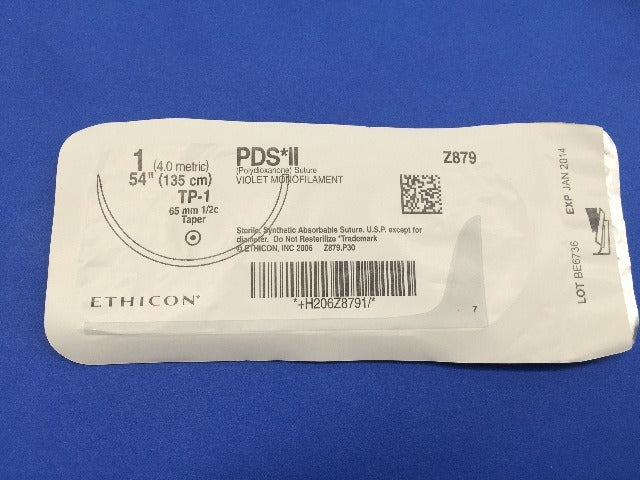 1 (4.0 metric)
54" (135 cm)
TP-1
65 mm 1/2c
Taper
ETHICON*
PDS*II
(Polydioxanone) Suture
VIOLET MONOFILAMENT
Z879
Sterile, Synthetic Absorbable Suture, U.S.P. except for
diameter. Do Not Resterilize *Trademark
© ETHICON, INC 2006 Z879.P30
*+H206Z8791/*
7
LOT BE6736 EXP JAN 2014